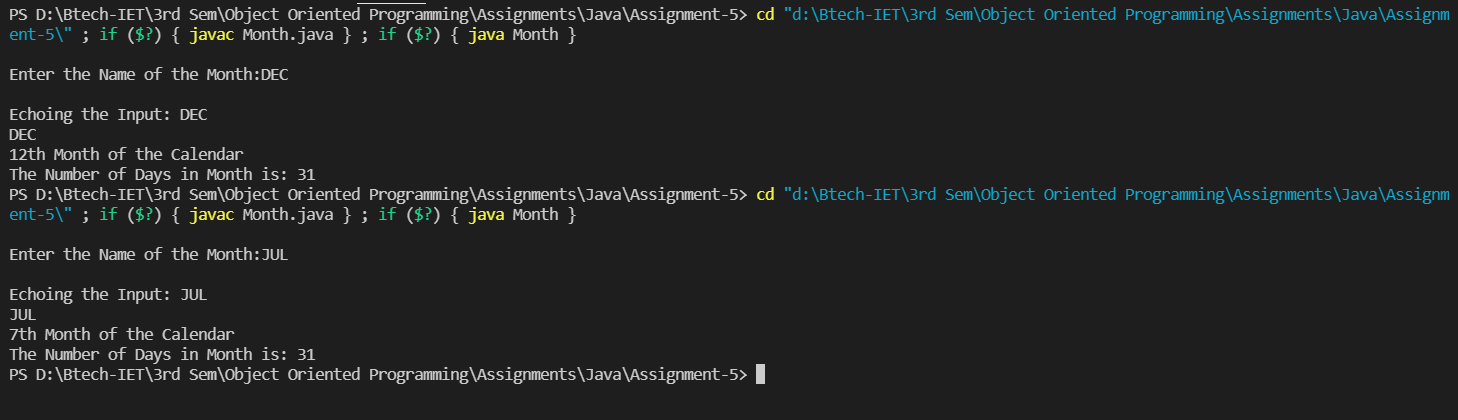 PS D:\Btech-IET\3rd Sem\Object Oriented Programming\Assignments\Java\Assignment-5> cd "d:\Btech-IET\3rd Sem\Object Oriented Programming\Assignments\Java\Assignm
ent-5\" ; if ($?) { javac Month.java } ; if ($?) { java Month }
Enter the Name of the Month:DEC
Echoing the Input: DEC
DEC
12th Month of the Calendar
The Number of Days in Month is: 31
PS D:\Btech-IET\3rd Sem\Object Oriented Programming\Assignments\Java\Assignment-5> cd "d:\Btech-IET\3rd Sem\Object Oriented Programming\Assignments\Java\Assignm
ent-5\" ; if ($?) { javac Month.java } ; if ($?) { java Month }
Enter the Name of the Month:JUL
Echoing the Input: JUL
JUL
7th Month of the Calendar
The Number of Days in Month is: 31
PS D:\Btech-IET\3rd Sem\Object Oriented Programming\Assignments\Java\Assignment-5>